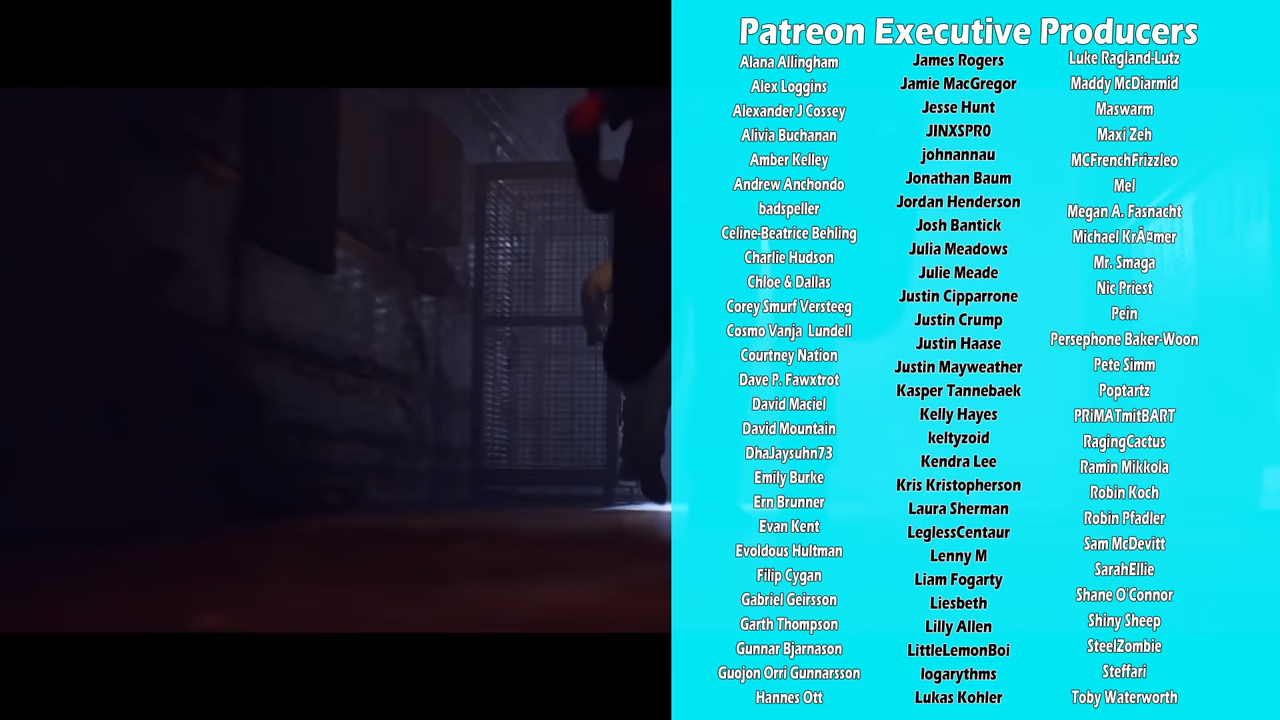 Patreon Executive Producers
Alana Allingham
Alex Loggins
Alexander J Cossey
Alivia Buchanan
Amber Kelley
Andrew Anchondo
badspeller
Celine-Beatrice Behling
Charlie Hudson
Chloe & Dallas
Corey Smurf Versteeg
Cosmo Vanja Lundell
Courtney Nation
Dave P. Fawxtrot
David Maciel
David Mountain
DhaJaysuhn73
Emily Burke
Ern Brunner
Evan Kent
Evoldous Hultman
Filip Cygan
Gabriel Geirsson
Garth Thompson
Gunnar Bjarnason
Guojon Orri Gunnarsson
Hannes Ott
James Rogers
Jamie MacGregor
Jesse Hunt
JINXSPR0
johnannau
Jonathan Baum
Jordan Henderson
Josh Bantick
Julia Meadows
Julie Meade
Justin Cipparrone
Justin Crump
Justin Haase
Justin Mayweather
Kasper Tannebaek
Kelly Hayes
keltyzoid
Kendra Lee
Kris Kristopherson
Laura Sherman
LeglessCentaur
Lenny M
Liam Fogarty
Liesbeth
Lilly Allen
LittleLemonBoi
logarythms
Lukas Kohler
Luke Ragland-Lutz
Maddy McDiarmid
Maswarm
Maxi Zeh
MCFrenchFrizzleo
Mel
Megan A. Fasnacht
Michael KrÃ¤mer
Mr. Smaga
Nic Priest
Pein
Persephone Baker-Woon
Pete Simm
Poptartz
PRiMATmitBART
RagingCactus
Ramin Mikkola
Robin Koch
Robin Pfadler
Sam McDevitt
SarahEllie
Shane O'Connor
Shiny Sheep
SteelZombie
Steffari
Toby Waterworth